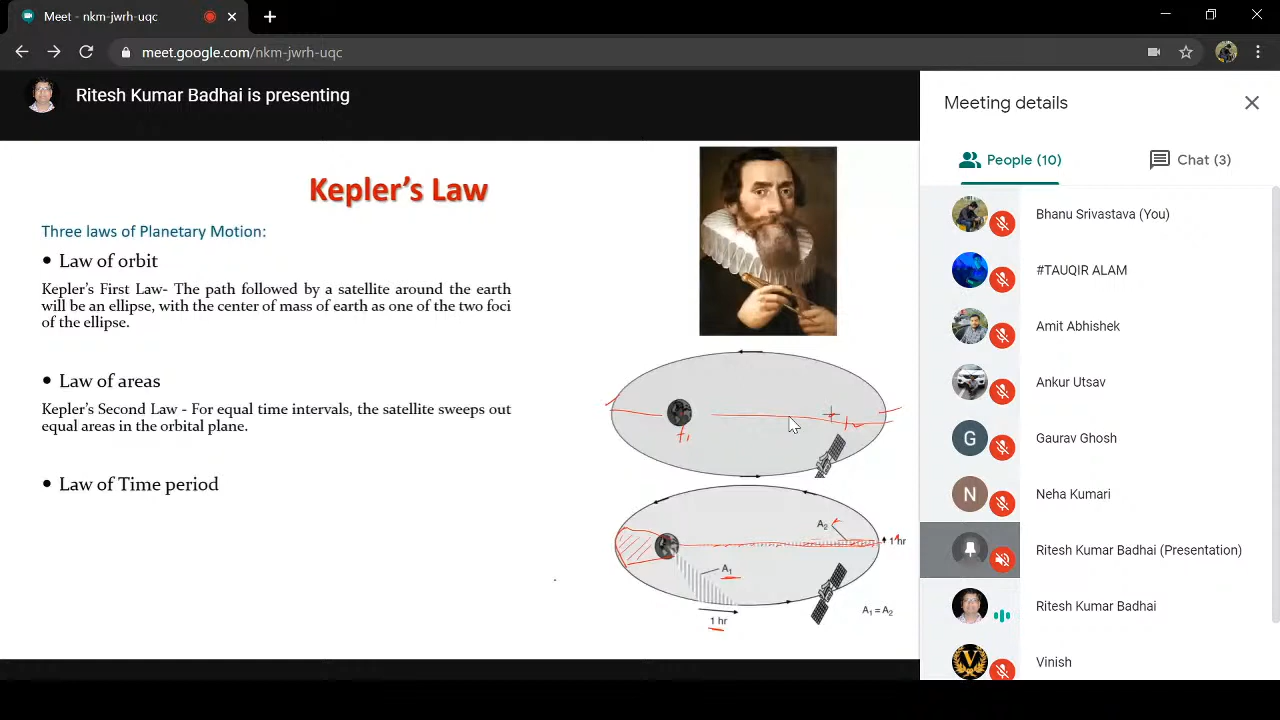 Meet - nkm-jwrh-uqc
meet.google.com/nkm-jwrh-uqc
Ritesh Kumar Badhai is presenting
Kepler's Law
Three laws of Planetary Motion:
• Law of orbit
Kepler's First Law- The path followed by a satellite around the earth
will be an ellipse, with the center of mass of earth as one of the two foci
of the ellipse.
• Law of areas
Kepler's Second Law - For equal time intervals, the satellite sweeps out
equal areas in the orbital plane.
• Law of Time period
f1
A2
1 hr
A1
1 hr
A1 = A2
Meeting details
People (10)
Chat (3)
Bhanu Srivastava (You)
#TAUQIR ALAM
Amit Abhishek
Ankur Utsav
G
Gaurav Ghosh
N
Neha Kumari
Ritesh Kumar Badhai (Presentation)
Ritesh Kumar Badhai
V
Vinish